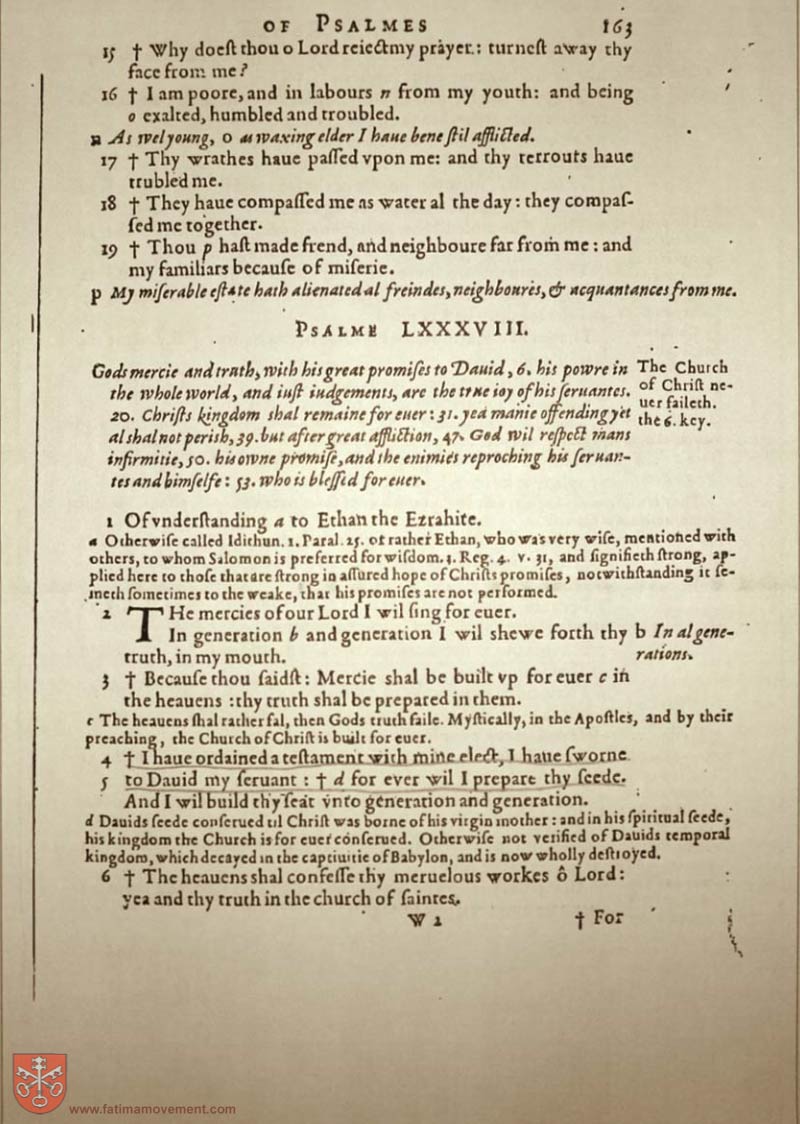 OF PSALMES 163
15 † Why doeſt thou o Lord reiect my prayer: turneſt away thy
face from me?
16 † I am poore, and in labours n from my youth: and being
o exalted, humbled and troubled.
n As wel young, o as waxing elder I haue bene ſtil afflicted.
17 † Thy wrathes haue paſſed vpon me: and thy terrours haue
trubled me.
18 † They haue compaſſed me as water al the day: they compaſ-
ſed me together.
19 † Thou p haſt made frend, and neighboure far from me: and
my familiars becauſe of miſerie.
p My miſerable eſtate hath alienated al freindes, neighboures, & acquantances from me.
PSALME LXXXVIII.
Gods mercie and truth, with his great promiſes to Dauid, 6. his powre in
the whole world, and iuſt iudgements, are the true ioy of his ſeruantes.
20. Chriſts kingdom shal remaine for euer: 31. yea manie offending yet
al shal not perish, 39. but after great affliction, 47. God wil reſpect mans
infirmitie, 50. his owne promiſe, and the enimies reproching his ſeruan-
tes and himſelfe: 53. who is bleſſed for euer.
The Church
of Chriſt ne-
uer faileth.
the 6. key.
1 Of vnderſtanding a to Ethan the Ezrahite.
a Otherwiſe called Idithun. 1. Paral. 25. or rather Ethan, who was very wiſe, mentioned with
others, to whom Salomon is preferred for wiſdom. 3. Reg. 4. v. 31, and ſignifieth ſtrong, ap-
plied here to thoſe that are ſtrong in aſſured hope of Chriſts promiſes, notwithſtanding it ſe-
meth ſometimes to the weake, that his promiſes are not performed.
2 THe mercies of our Lord I wil ſing for euer.
In generation b and generation I wil shewe forth thy
truth, in my mouth.
b In al gene-
rations.
3 † Becauſe thou ſaidſt: Mercie shal be built vp for euer c in
the heauens: thy truth shal be prepared in them.
c The heauens ſhal rather fal, then Gods truth faile. Myſtically, in the Apoſtles, and by their
preaching, the Church of Chriſt is built for euer.
4 † I haue ordained a teſtament with mine elect, I haue ſworne
5 to Dauid my ſeruant: † d for ever wil I prepare thy ſeede.
And I wil build thy ſeat vnto generation and generation.
d Dauids ſeede conſerued til Chriſt was borne of his virgin mother: and in his ſpiritual ſeede,
his kingdom the Church is for euer conſerued. Otherwiſe not verified of Dauids temporal
kingdom, which decayed in the captiuitie of Babylon, and is now wholly deſtroyed.
6 † The heauens shal confeſſe thy meruelous workes ô Lord:
yea and thy truth in the church of ſaintes.
W 2 † For
www.fatimamovement.com